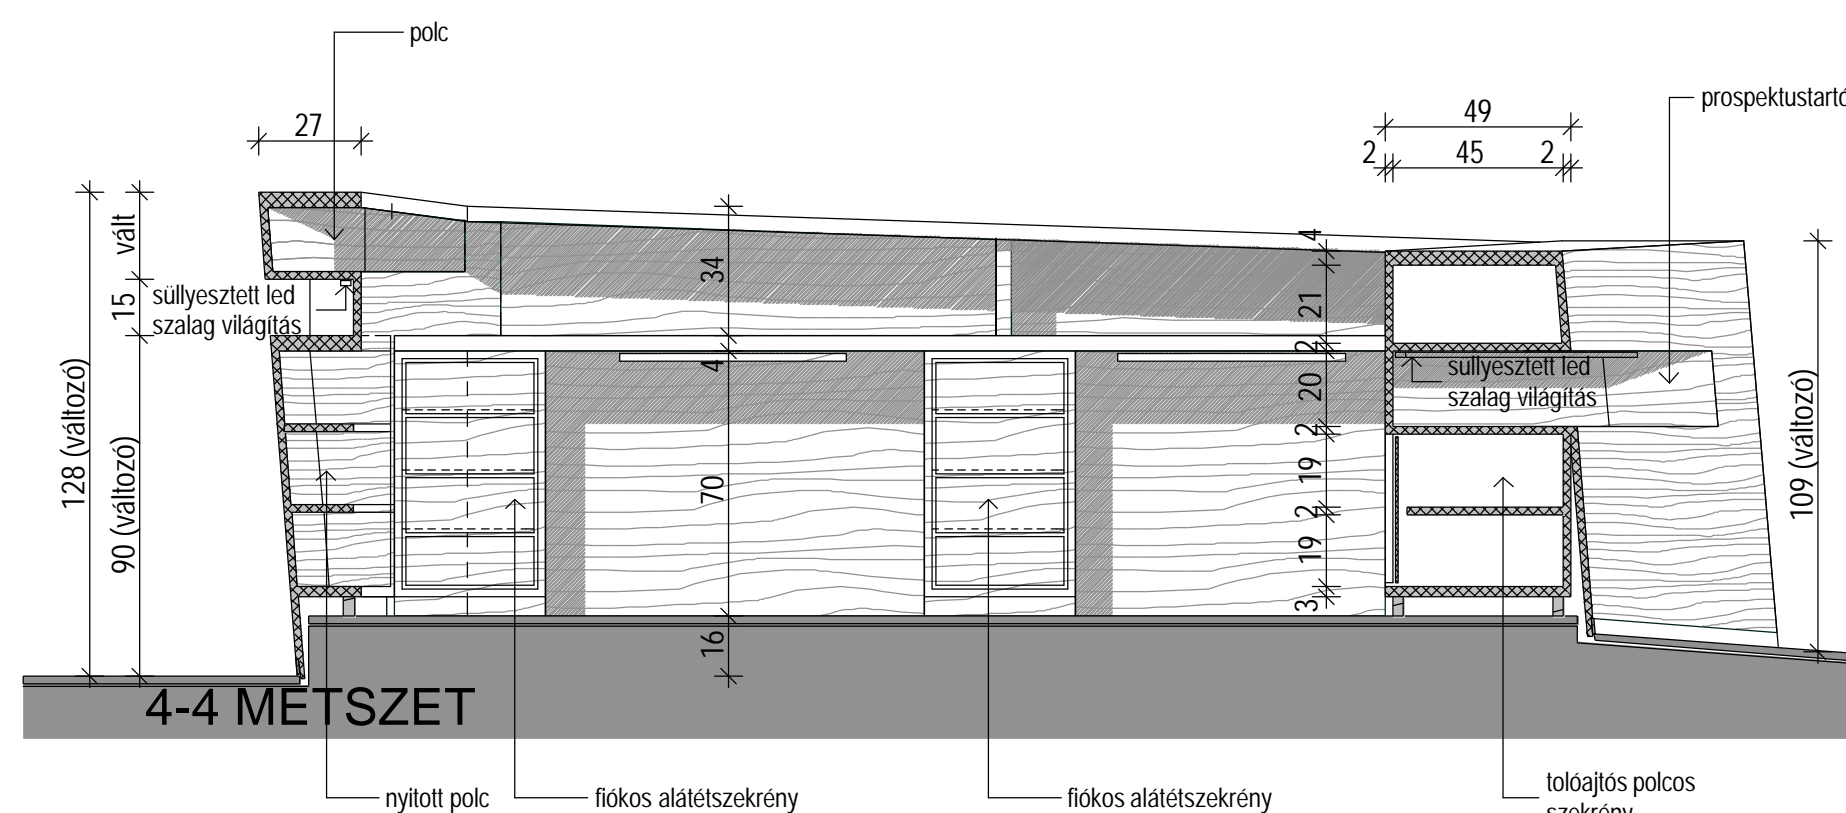 polc
prospektustartó
27
49
2
45
2
vált
15
128 (változó)
90 (változó)
süllyesztett led
szalag világítás
34
4
70
16
4
21
2
20
2
19
2
19
3
süllyesztett led
szalag világítás
109 (változó)
4-4 METSZET
nyitott polc
fiókos alátétszekrény
fiókos alátétszekrény
tolóajtós polcos
szekrény